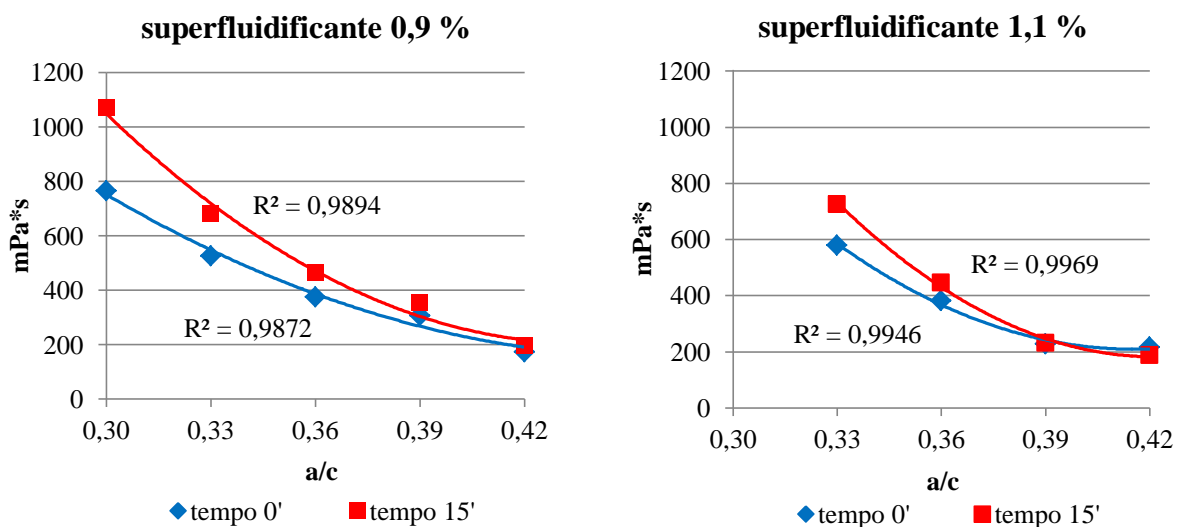 superfluidificante 0,9 %
1200
1000
800
600
400
200
0
mPa*s
R² = 0,9894
R² = 0,9872
0,30 0,33 0,36 0,39 0,42
a/c
tempo 0' tempo 15'
superfluidificante 1,1 %
1200
1000
800
600
400
200
0
mPa*s
R² = 0,9969
R² = 0,9946
0,30 0,33 0,36 0,39 0,42
a/c
tempo 0' tempo 15'